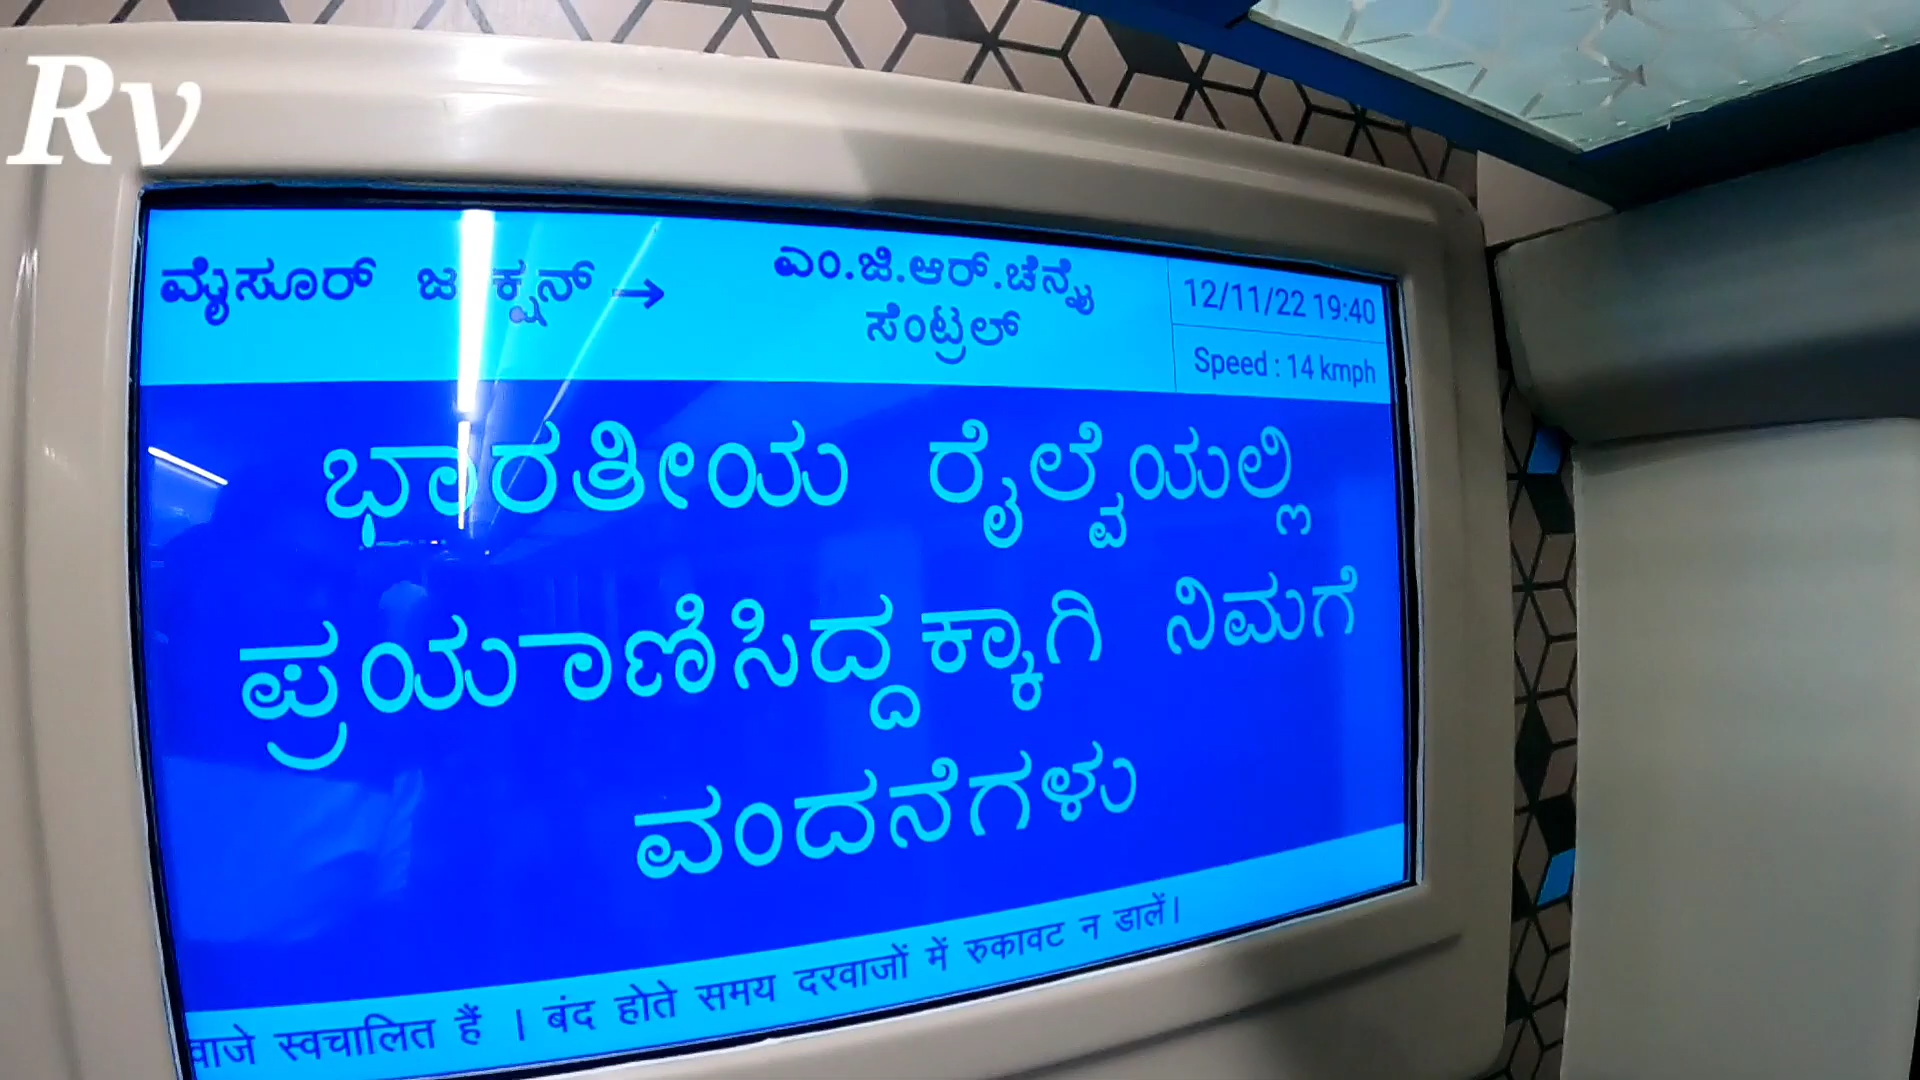 Rv
ಮೈಸೂರ್ ಜಂಕ್ಷನ್ →
ಎಂ.ಜಿ.ಆರ್.ಚೆನ್ನೈ
ಸೆಂಟ್ರಲ್
12/11/22 19:40
Speed : 14 kmph
ಭಾರತೀಯ ರೈಲ್ವೆಯಲ್ಲಿ
ಪ್ರಯಾಣಿಸಿದ್ದಕ್ಕಾಗಿ ನಿಮಗೆ
ವಂದನೆಗಳು
वाजे स्वचालित हैं । बंद होते समय दरवाजों में रुकावट न डालें।